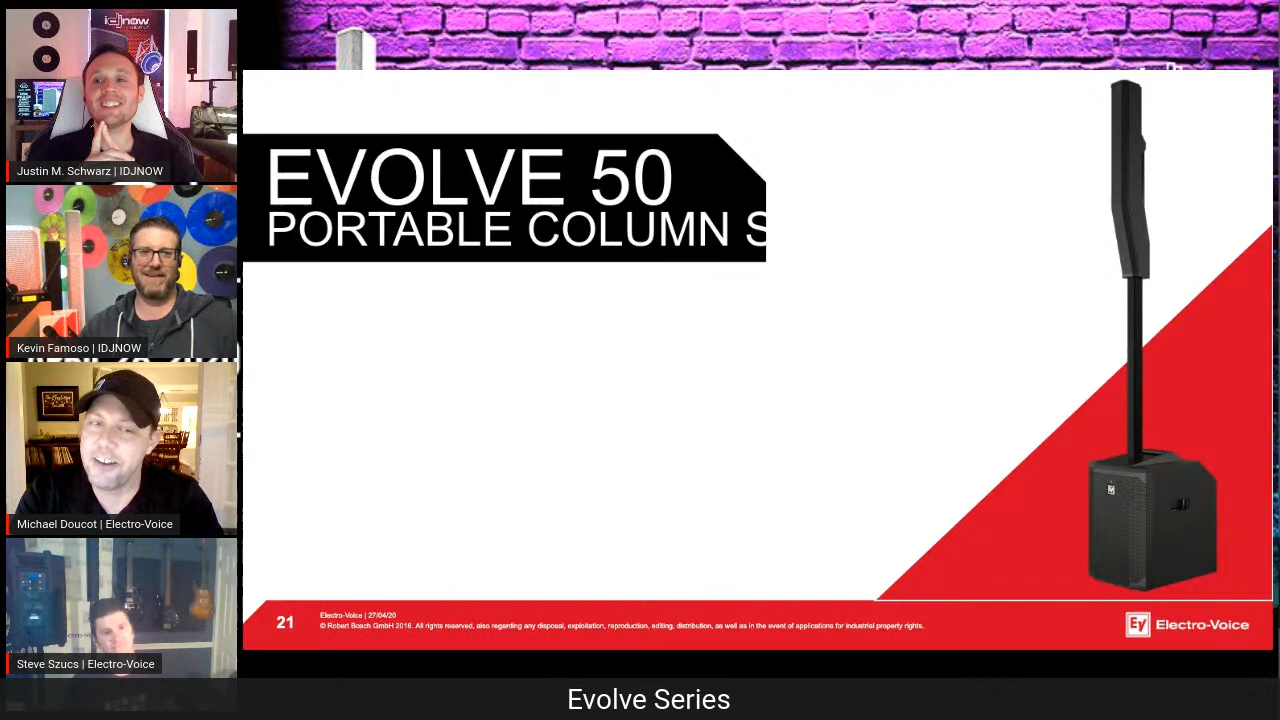 idjnow
Justin M. Schwarz | IDJNOW
Kevin Famoso | IDJNOW
Michael Doucot | Electro-Voice
Steve Szucs | Electro-Voice
EVOLVE 50
PORTABLE COLUMN S
21
Electro-Voice | 27/04/20
© Robert Bosch GmbH 2016. All rights reserved, also regarding any disposal, exploitation, reproduction, editing, distribution, as well as in the event of applications for industrial property rights.
EV Electro-Voice
Evolve Series